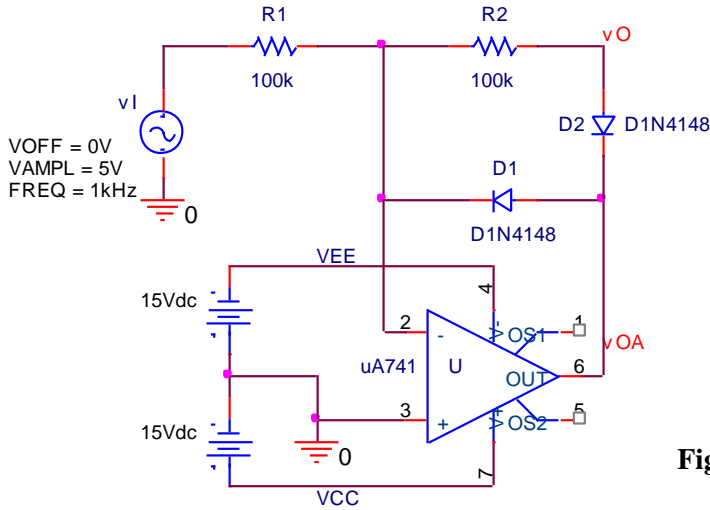 R1
R2
vO
100k
100k
vI
D2
D1N4148
VOFF = 0V
VAMPL = 5V
FREQ = 1kHz
D1
0
D1N4148
VEE
4
15Vdc
V-
OS1
1
2
-
vOA
uA741
U
OUT
6
3
+
V+
OS2
5
15Vdc
0
7
VCC
Fig